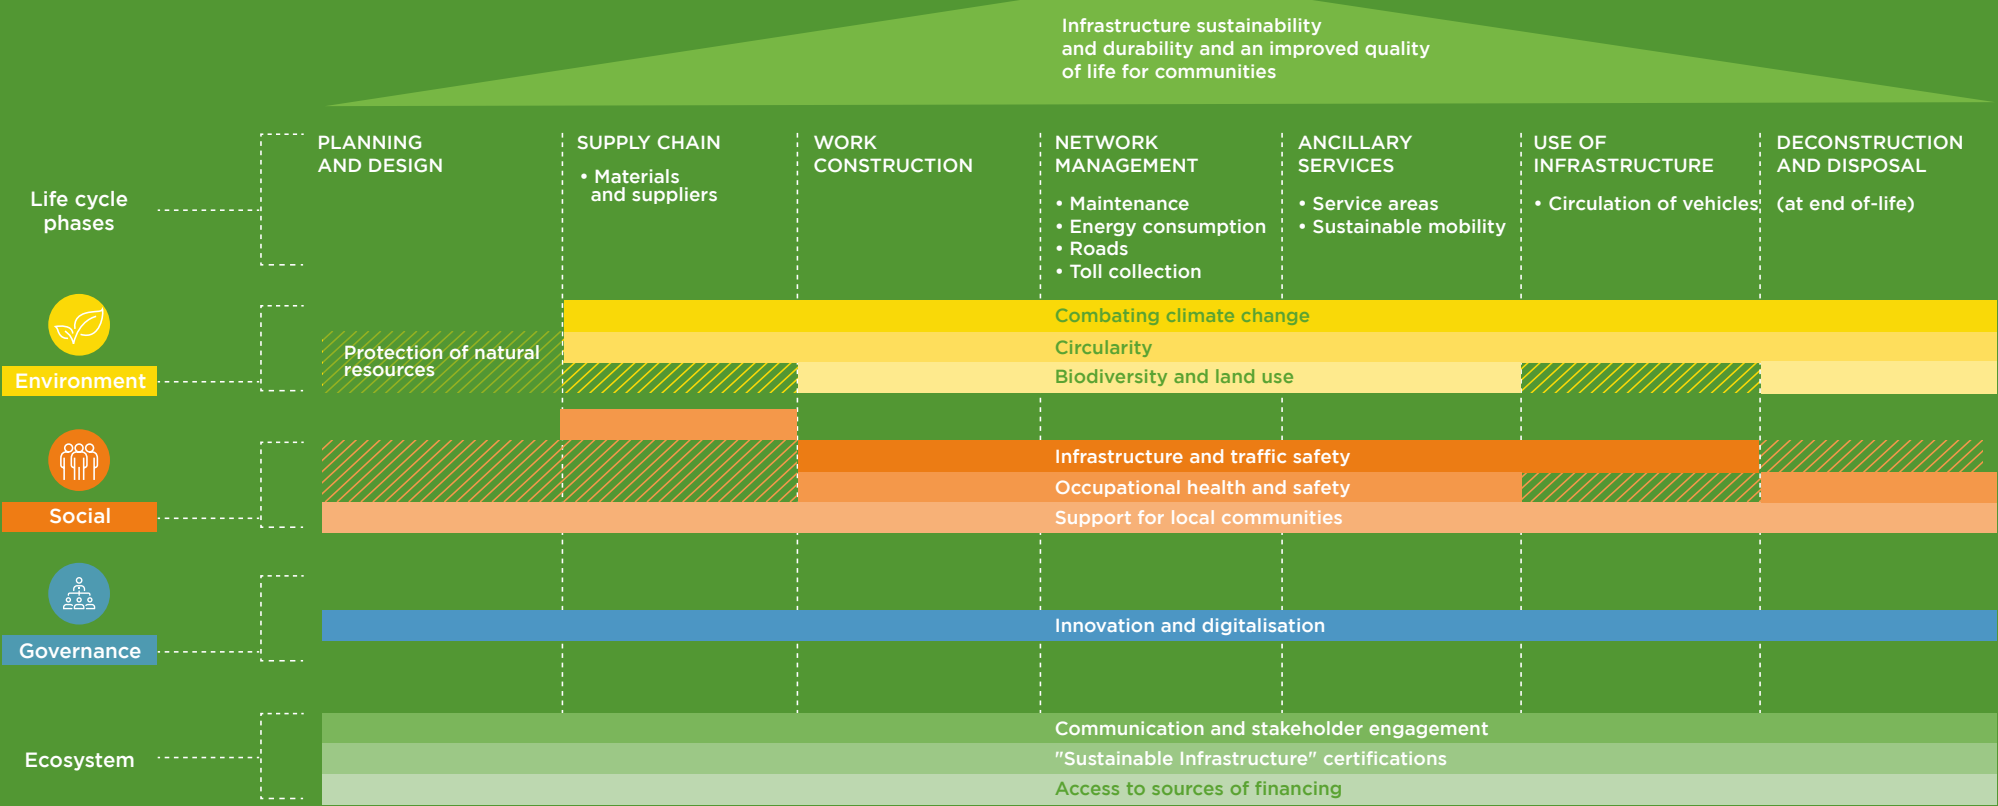 Infrastructure sustainability
and durability and an improved quality
of life for communities
Life cycle
phases
PLANNING
AND DESIGN
SUPPLY CHAIN
• Materials
and suppliers
WORK
CONSTRUCTION
NETWORK
MANAGEMENT
• Maintenance
• Energy consumption
• Roads
• Toll collection
ANCILLARY
SERVICES
• Service areas
• Sustainable mobility
USE OF
INFRASTRUCTURE
• Circulation of vehicles
DECONSTRUCTION
AND DISPOSAL
(at end of-life)
Environment
Protection of natural
resources
Combating climate change
Circularity
Biodiversity and land use
Social
Infrastructure and traffic safety
Occupational health and safety
Support for local communities
Governance
Innovation and digitalisation
Ecosystem
Communication and stakeholder engagement
"Sustainable Infrastructure" certifications
Access to sources of financing